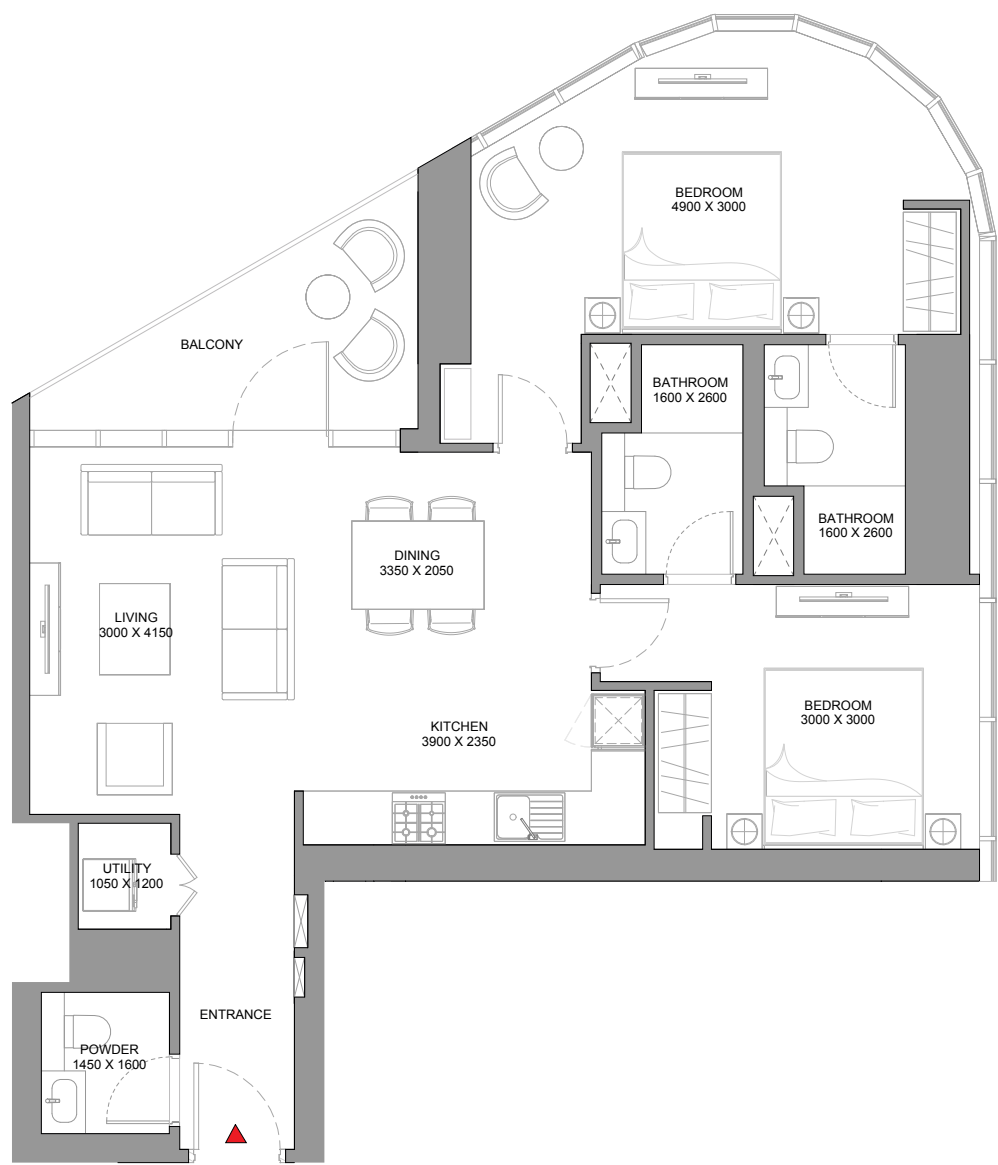 BEDROOM
4900 X 3000
BALCONY
BATHROOM
1600 X 2600
BATHROOM
1600 X 2600
DINING
3350 X 2050
LIVING
3000 X 4150
BEDROOM
3000 X 3000
KITCHEN
3900 X 2350
UTILITY
1050 X 1200
ENTRANCE
POWDER
1450 X 1600